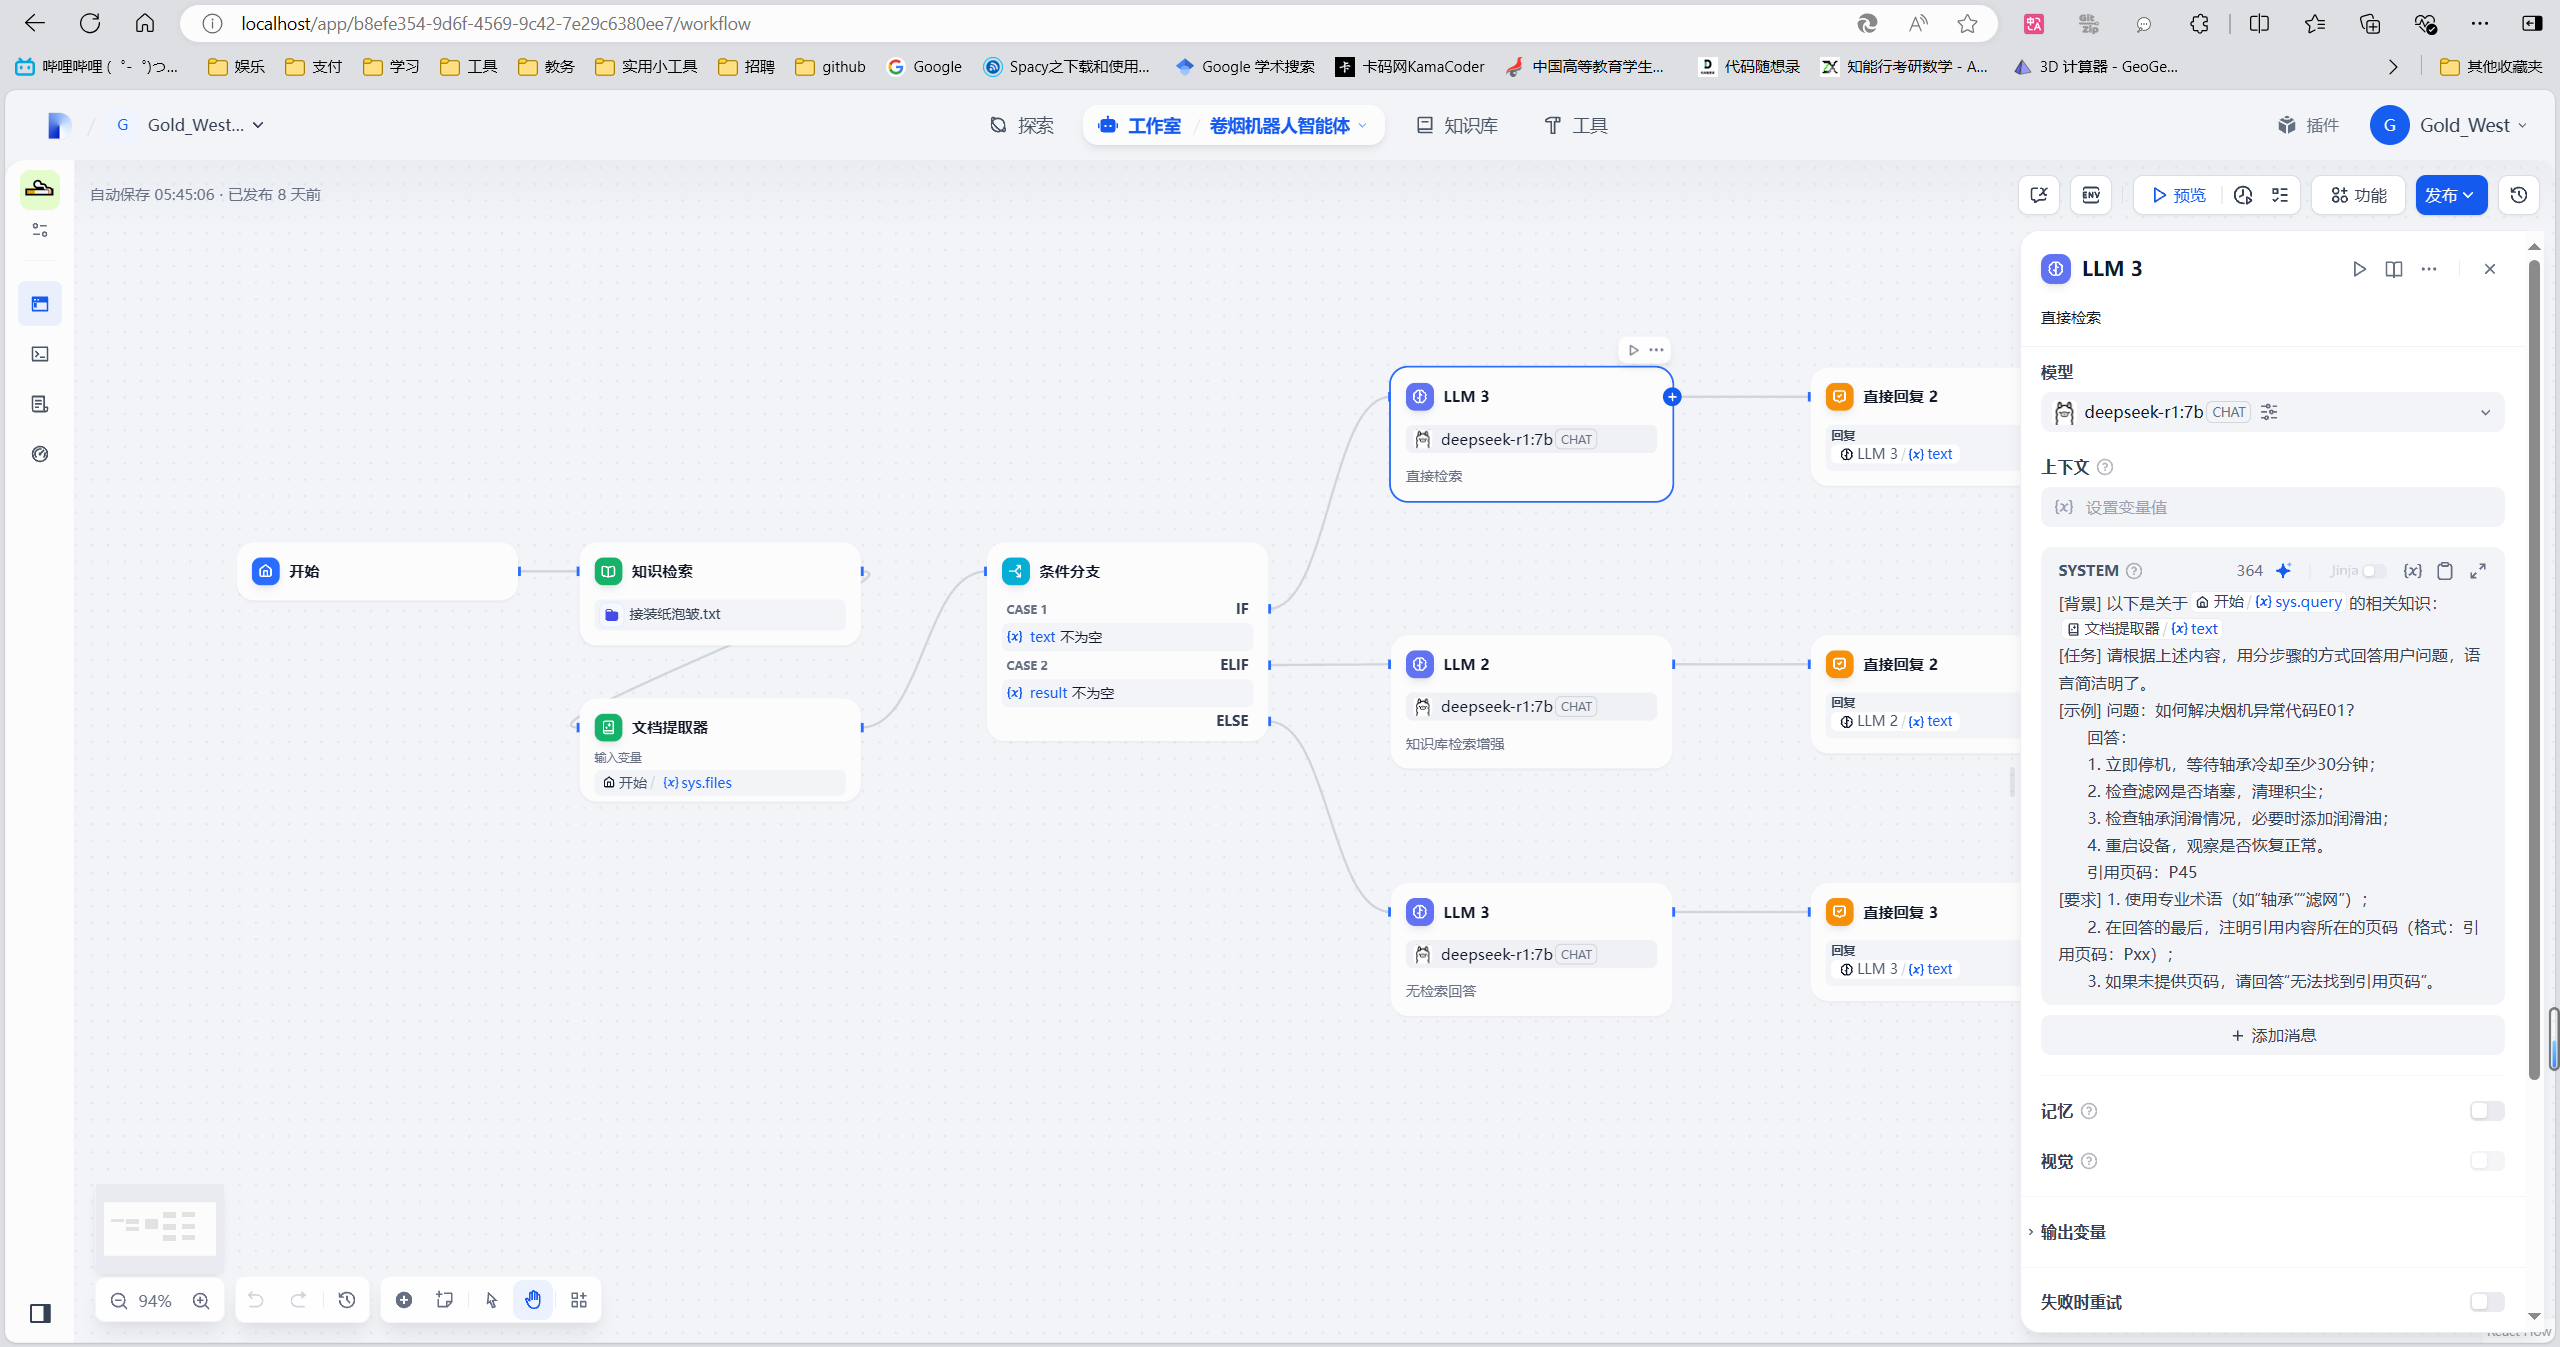 localhost/app/b8efe354-9d6f-4569-9c42-7e29c6380ee7/workflow
哔哩哔哩 ( ゜- ゜)つ...
娱乐
支付
学习
工具
教务
实用小工具
招聘
github
Google
Spacy之下载和使用...
Google 学术搜索
卡码网KamaCoder
中国高等教育学生...
代码随想录
知能行考研数学 - A...
3D 计算器 - GeoGe...
其他收藏夹
/ G Gold_West...
探索
工作室 / 卷烟机器人智能体
知识库
工具
插件
G Gold_West
自动保存 05:45:06 · 已发布 8 天前
ENV
预览
功能
发布
开始
知识检索
接装纸泡皱.txt
文档提取器
输入变量
开始 / {x} sys.files
条件分支
CASE 1 IF
{x} text 不为空
CASE 2 ELIF
{x} result 不为空
ELSE
LLM 3
deepseek-r1:7b CHAT
直接检索
直接回复 2
回复
LLM 3 / {x} text
LLM 2
deepseek-r1:7b CHAT
知识库检索增强
直接回复 2
回复
LLM 2 / {x} text
LLM 3
deepseek-r1:7b CHAT
无检索回答
直接回复 3
回复
LLM 3 / {x} text
94%
LLM 3
直接检索
模型
deepseek-r1:7b CHAT
上下文
{x} 设置变量值
SYSTEM 364 Jinja {x}
[背景] 以下是关于 开始 / {x} sys.query 的相关知识：
文档提取器 / {x} text
[任务] 请根据上述内容，用分步骤的方式回答用户问题，语
言简洁明了。
[示例] 问题：如何解决烟机异常代码E01？
回答：
1. 立即停机，等待轴承冷却至少30分钟；
2. 检查滤网是否堵塞，清理积尘；
3. 检查轴承润滑情况，必要时添加润滑油；
4. 重启设备，观察是否恢复正常。
引用页码：P45
[要求] 1. 使用专业术语（如“轴承”“滤网”）；
2. 在回答的最后，注明引用内容所在的页码（格式：引
用页码：Pxx）；
3. 如果未提供页码，请回答“无法找到引用页码”。
+ 添加消息
记忆
视觉
输出变量
失败时重试
React Flow